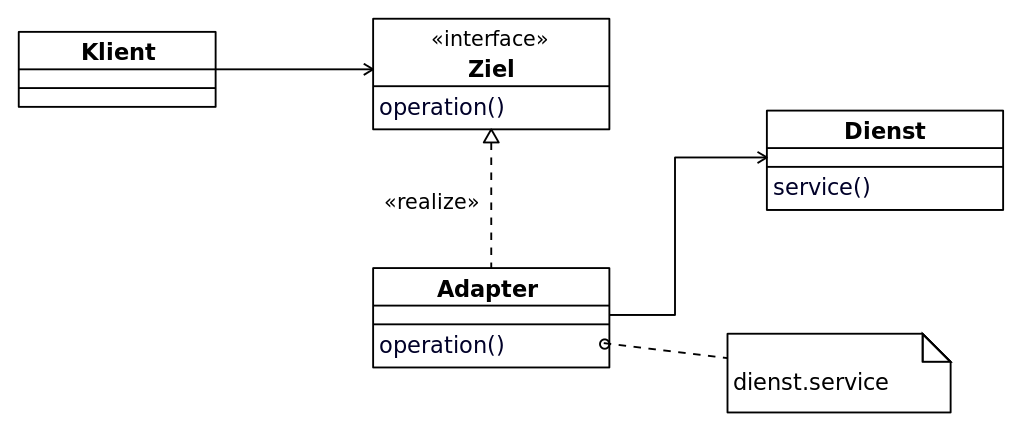 Klient
«interface»
Ziel
operation()
Dienst
service()
«realize»
Adapter
operation()
dienst.service